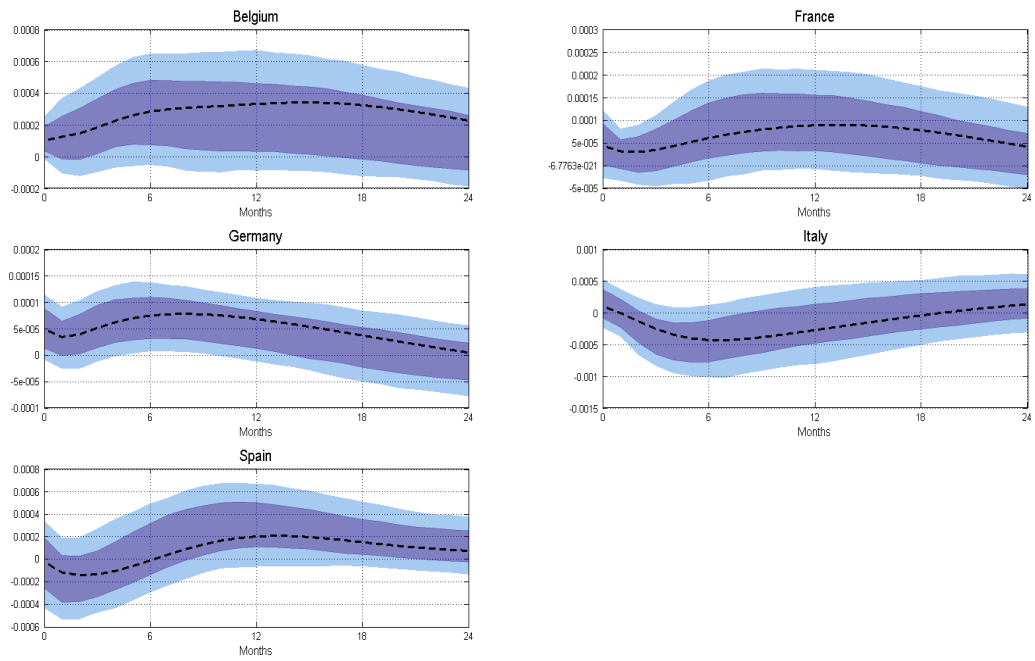 Belgium
0.0008
0.0006
0.0004
0.0002
0
-0.0002
0 6 12 18 24
Months
France
0.0003
0.00025
0.0002
0.00015
0.0001
5e-005
-6.7763e-021
-5e-005
0 6 12 18 24
Months
Germany
0.0002
0.00015
0.0001
5e-005
0
-5e-005
-0.0001
0 6 12 18 24
Months
Italy
0.001
0.0005
0
-0.0005
-0.001
-0.0015
0 6 12 18 24
Months
Spain
0.0008
0.0006
0.0004
0.0002
0
-0.0002
-0.0004
-0.0006
0 6 12 18 24
Months